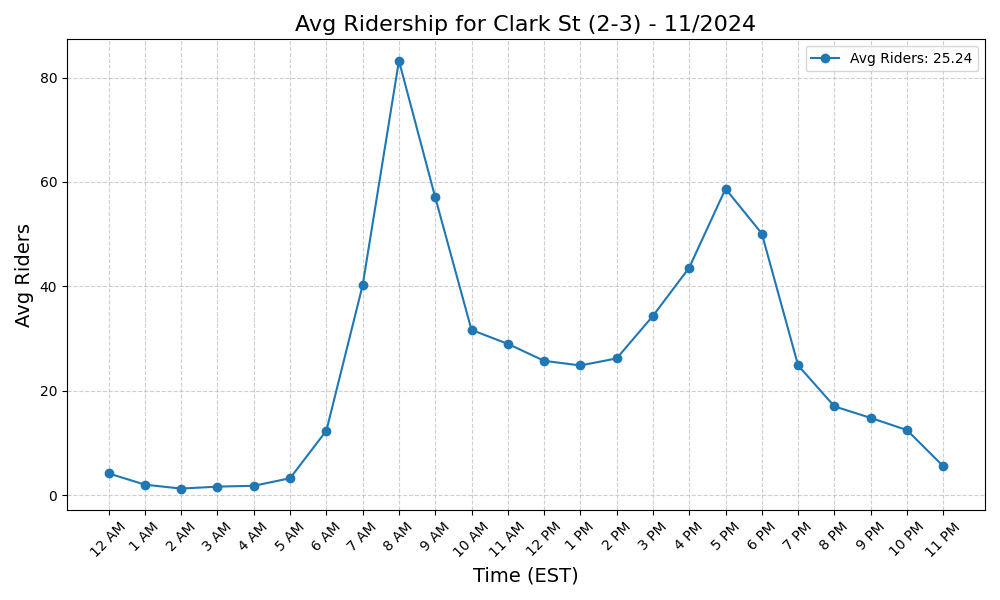 Avg Ridership for Clark St (2-3) - 11/2024
Avg Riders: 25.24
Avg Riders
80
60
40
20
0
12 AM
1 AM
2 AM
3 AM
4 AM
5 AM
6 AM
7 AM
8 AM
9 AM
10 AM
11 AM
12 PM
1 PM
2 PM
3 PM
4 PM
5 PM
6 PM
7 PM
8 PM
9 PM
10 PM
11 PM
Time (EST)